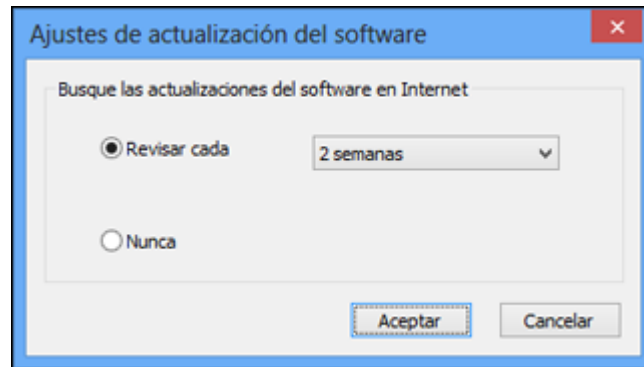 Ajustes de actualización del software
Busque las actualizaciones del software en Internet
Revisar cada 2 semanas
Nunca
Aceptar Cancelar